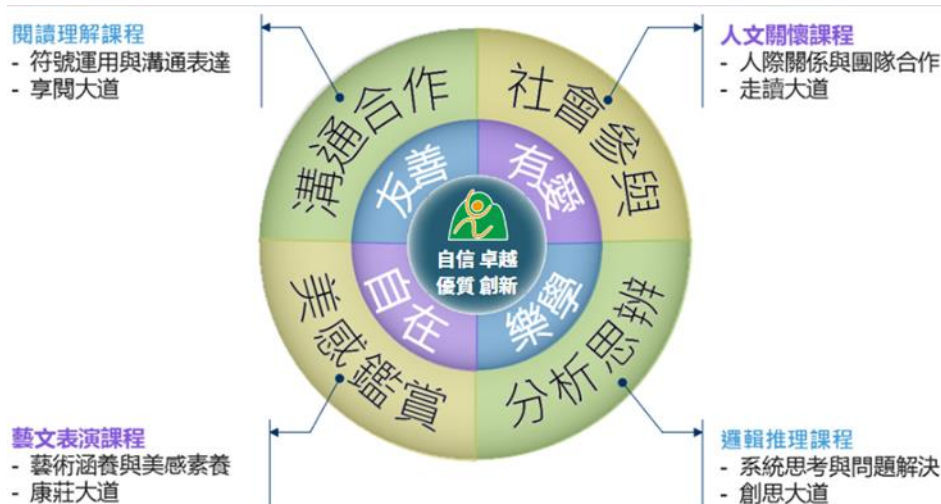 閱讀理解課程
- 符號運用與溝通表達
- 享閱大道
人文關懷課程
- 人際關係與團隊合作
- 走讀大道
溝通合作
社會參與
友善
有愛
自信 卓越
優質 創新
自在
樂學
美感鑑賞
分析思辨
藝文表演課程
- 藝術涵養與美感素養
- 康莊大道
邏輯推理課程
- 系統思考與問題解決
- 創思大道